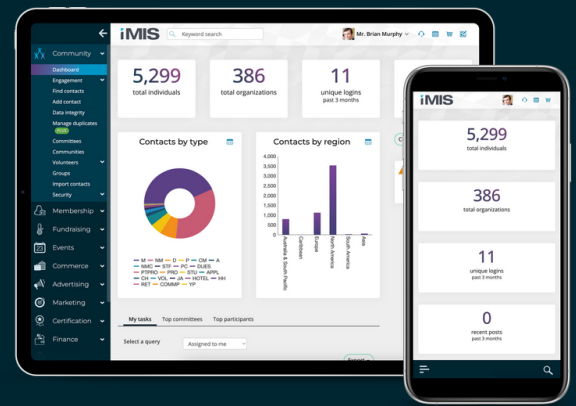 iMIS
Keyword search
Mr. Brian Murphy
Community
Dashboard
Engagement
Find contacts
Add contact
Data integrity
Manage duplicates
Committees
Communities
Volunteers
Groups
Import contacts
Security
Membership
Fundraising
Events
Commerce
Advertising
Marketing
Certification
Finance
5,299
total individuals
386
total organizations
11
unique logins
past 3 months
Contacts by type
M NM D P CM A
NMC STF PC DUES
PTPRO PRO STU APPL
CH VOL JA HOTEL HH
RET COMMP YP
Contacts by region
4,000
3,500
3,000
2,500
2,000
1,500
1,000
500
0
Australia & South Pacific
Caribbean
Europe
North America
South America
Asia
My tasks Top committees Top participants
Select a query Assigned to me
Export
iMIS
5,299
total individuals
386
total organizations
11
unique logins
past 3 months
0
recent posts
past 3 months